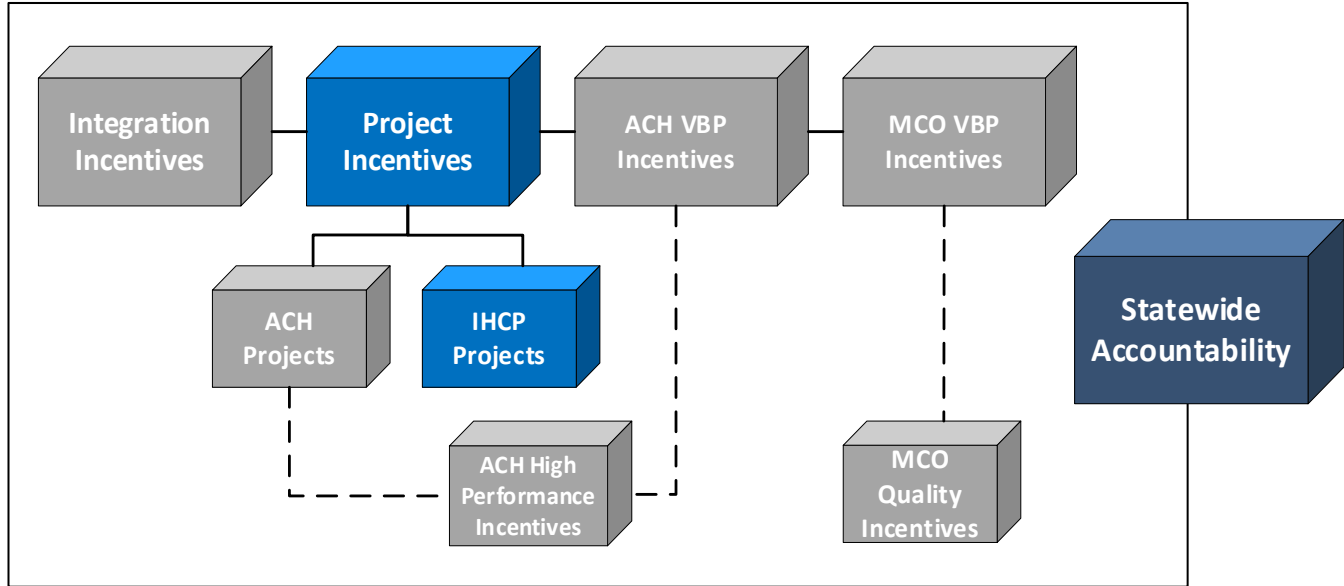 Integration
Incentives
Project
Incentives
ACH VBP
Incentives
MCO VBP
Incentives
ACH
Projects
IHCP
Projects
Statewide
Accountability
ACH High
Performance
Incentives
MCO
Quality
Incentives